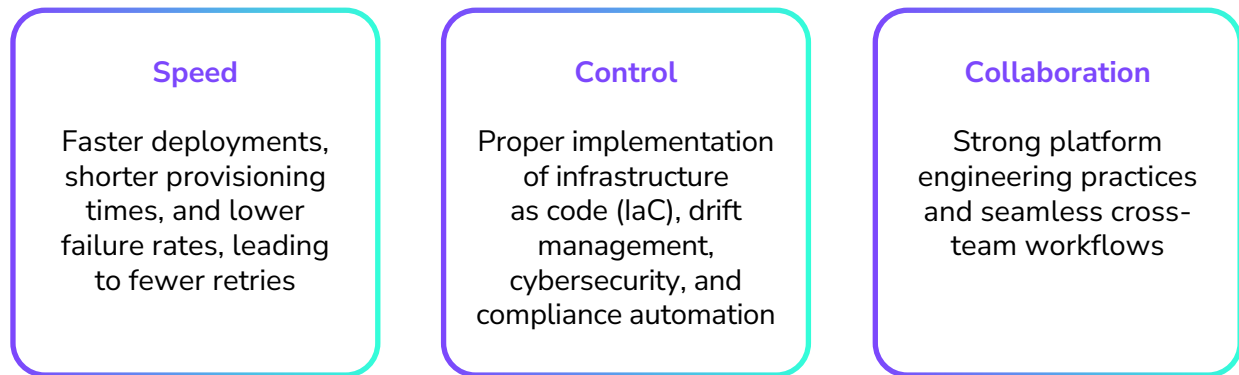 Speed
Faster deployments,
shorter provisioning
times, and lower
failure rates, leading
to fewer retries
Control
Proper implementation
of infrastructure
as code (IaC), drift
management,
cybersecurity, and
compliance automation
Collaboration
Strong platform
engineering practices
and seamless cross-
team workflows